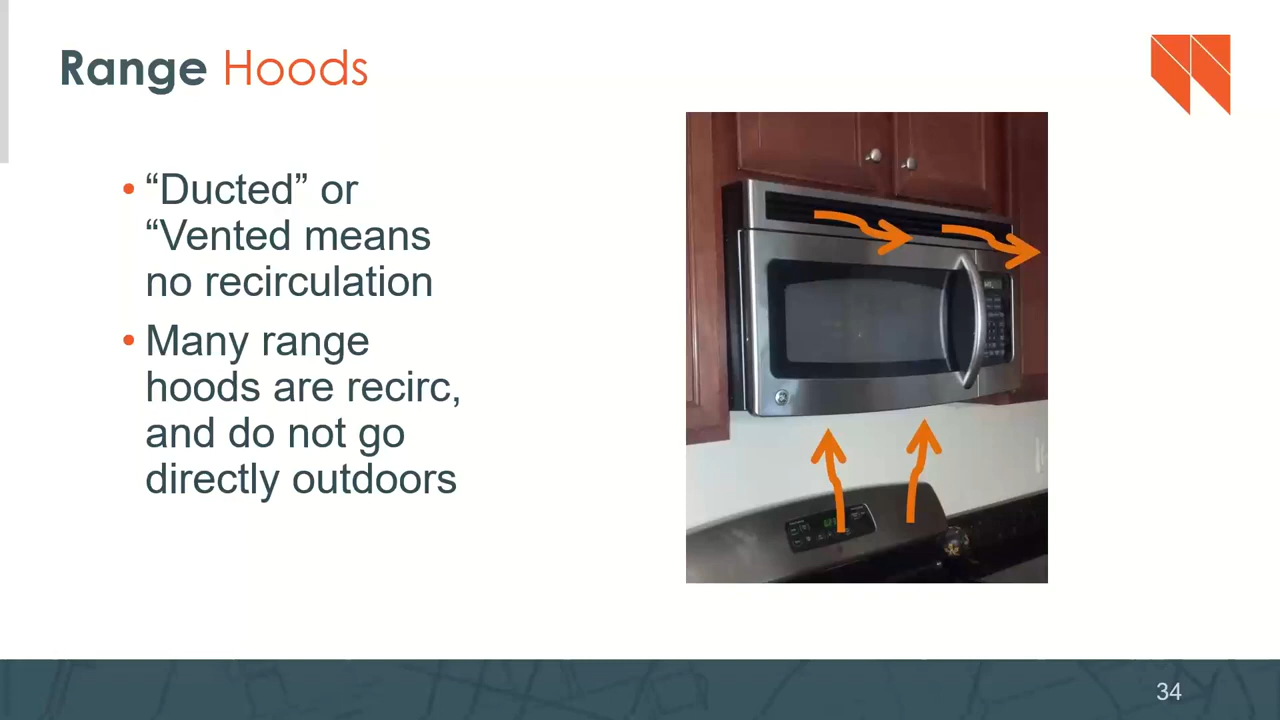 Range Hoods
• “Ducted” or
“Vented means
no recirculation
• Many range
hoods are recirc,
and do not go
directly outdoors
34